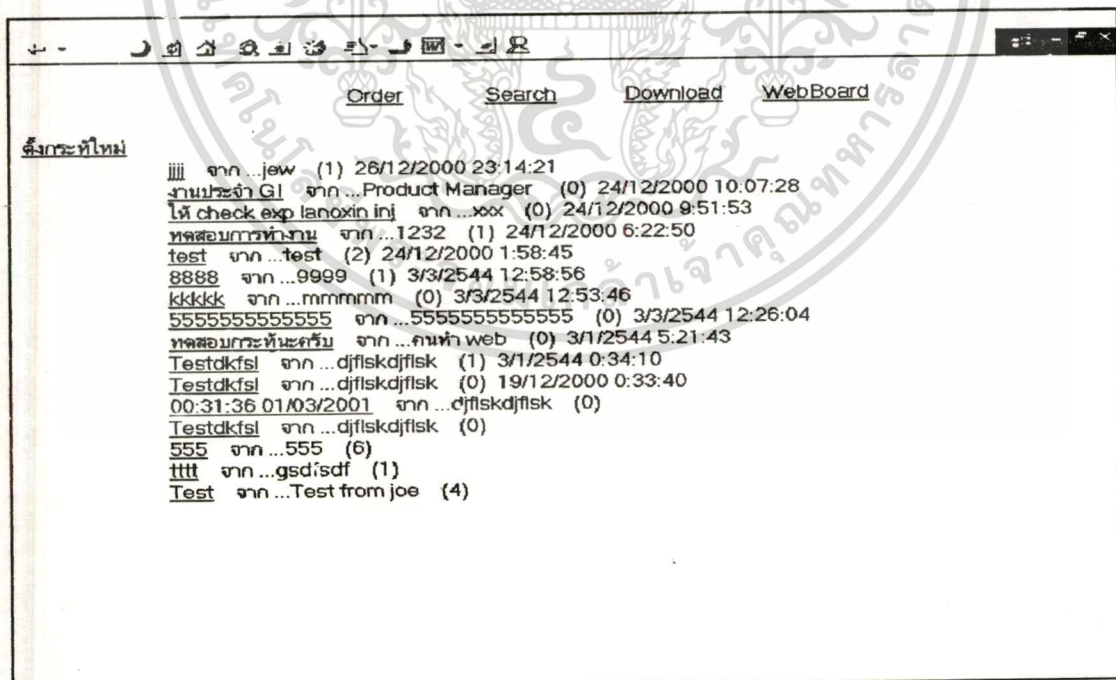 Order Search Download WebBoard
ตั้งกระทู้ใหม่
jjjj จาก ...jew (1) 26/12/2000 23:14:21
งานประจำ GI จาก ...Product Manager (0) 24/12/2000 10:07:28
ให้ check exp lanoxin inj จาก ...xxx (0) 24/12/2000 9:51:53
ทดสอบการทำงาน จาก ...1232 (1) 24/12/2000 6:22:50
test จาก ...test (2) 24/12/2000 1:58:45
8888 จาก ...9999 (1) 3/3/2544 12:58:56
kkkkk จาก ...mmmmm (0) 3/3/2544 12:53:46
5555555555555 จาก ...5555555555555 (0) 3/3/2544 12:26:04
ทดสอบกระทู้นะครับ จาก ...คนทำ web (0) 3/1/2544 5:21:43
Testdkfsl จาก ...djflskdjflsk (1) 3/1/2544 0:34:10
Testdkfsl จาก ...djflskdjflsk (0) 19/12/2000 0:33:40
00:31:36 01/03/2001 จาก ...djflskdjflsk (0)
Testdkfsl จาก ...djflskdjflsk (0)
555 จาก ...555 (6)
tttt จาก ...gsdfsdf (1)
Test จาก ...Test from joe (4)